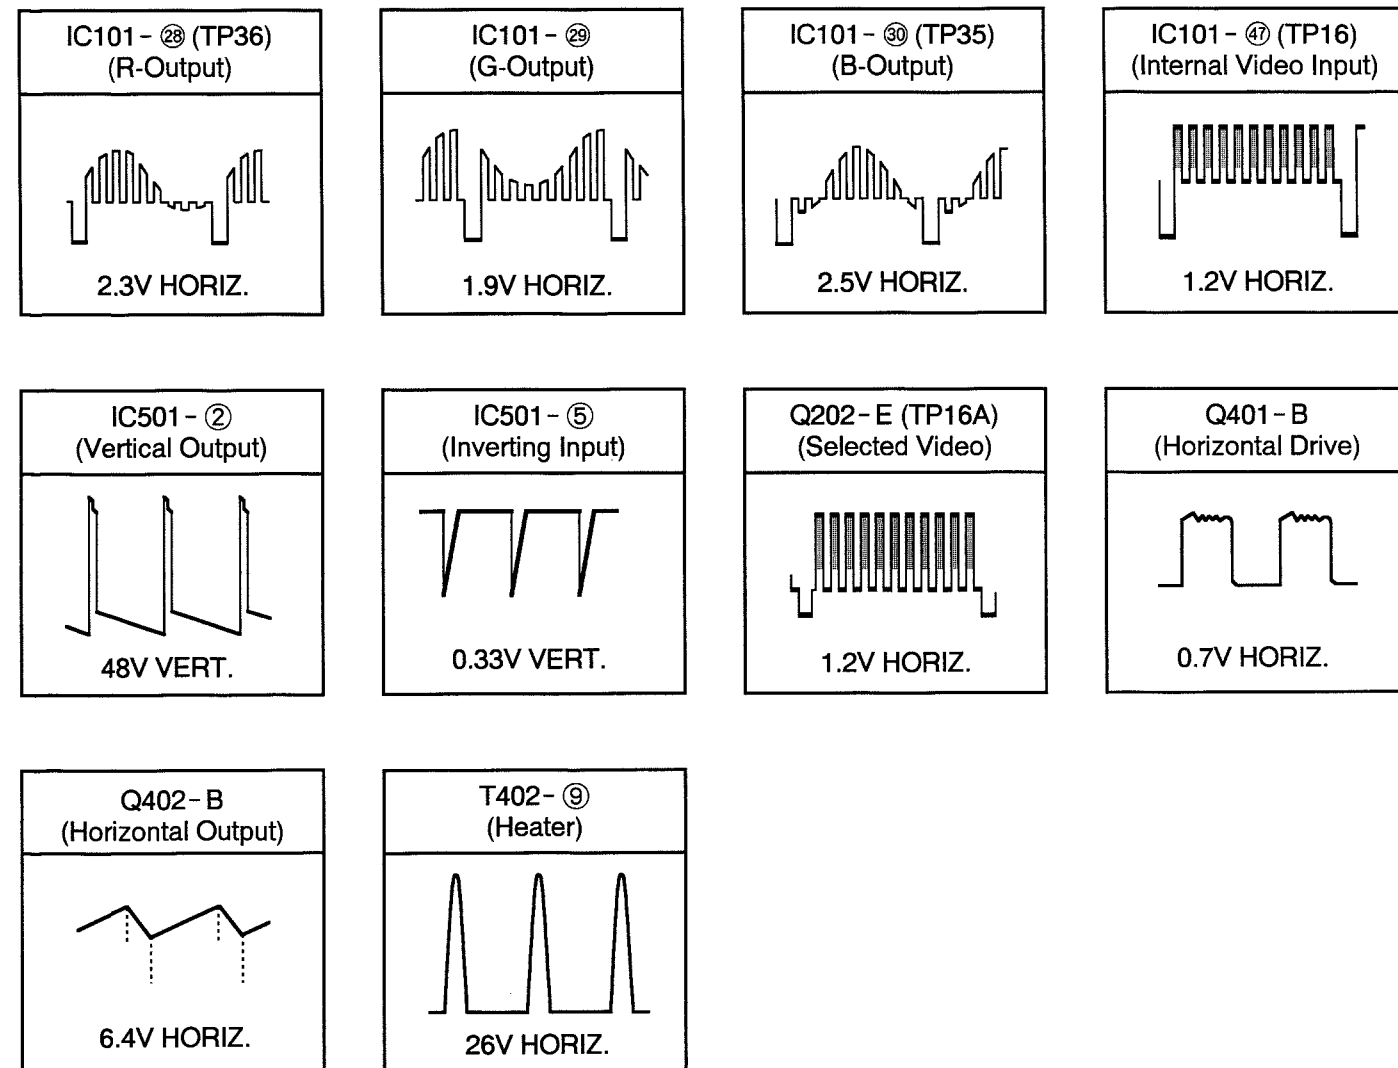 IC101 - ㉘ (TP36)
(R-Output)
2.3V HORIZ.
IC101 - ㉙
(G-Output)
1.9V HORIZ.
IC101 - ㉚ (TP35)
(B-Output)
2.5V HORIZ.
IC101 - ㊼ (TP16)
(Internal Video Input)
1.2V HORIZ.
IC501 - ②
(Vertical Output)
48V VERT.
IC501 - ⑤
(Inverting Input)
0.33V VERT.
Q202 - E (TP16A)
(Selected Video)
1.2V HORIZ.
Q401 - B
(Horizontal Drive)
0.7V HORIZ.
Q402 - B
(Horizontal Output)
6.4V HORIZ.
T402 - ⑨
(Heater)
26V HORIZ.